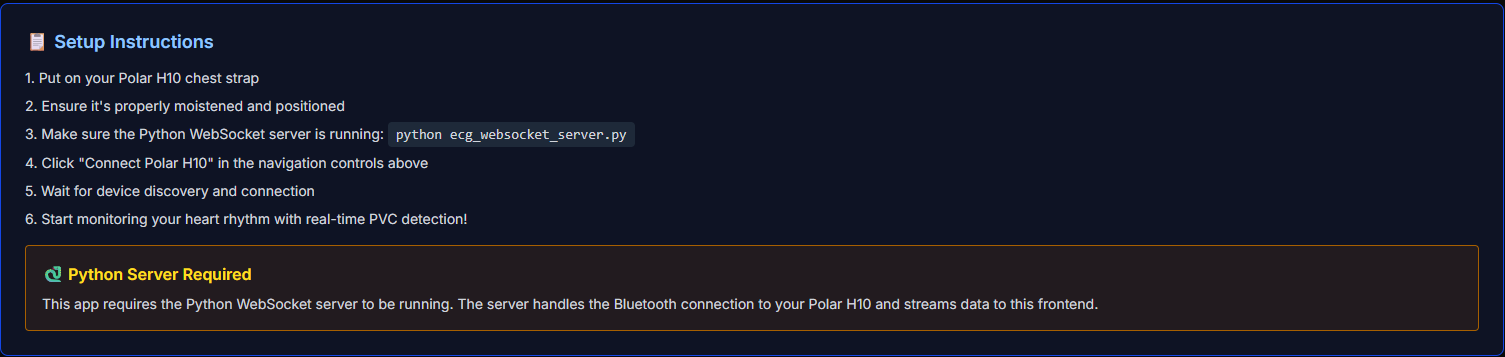 📋 Setup Instructions
1. Put on your Polar H10 chest strap
2. Ensure it's properly moistened and positioned
3. Make sure the Python WebSocket server is running: python ecg_websocket_server.py
4. Click "Connect Polar H10" in the navigation controls above
5. Wait for device discovery and connection
6. Start monitoring your heart rhythm with real-time PVC detection!
🐍 Python Server Required
This app requires the Python WebSocket server to be running. The server handles the Bluetooth connection to your Polar H10 and streams data to this frontend.